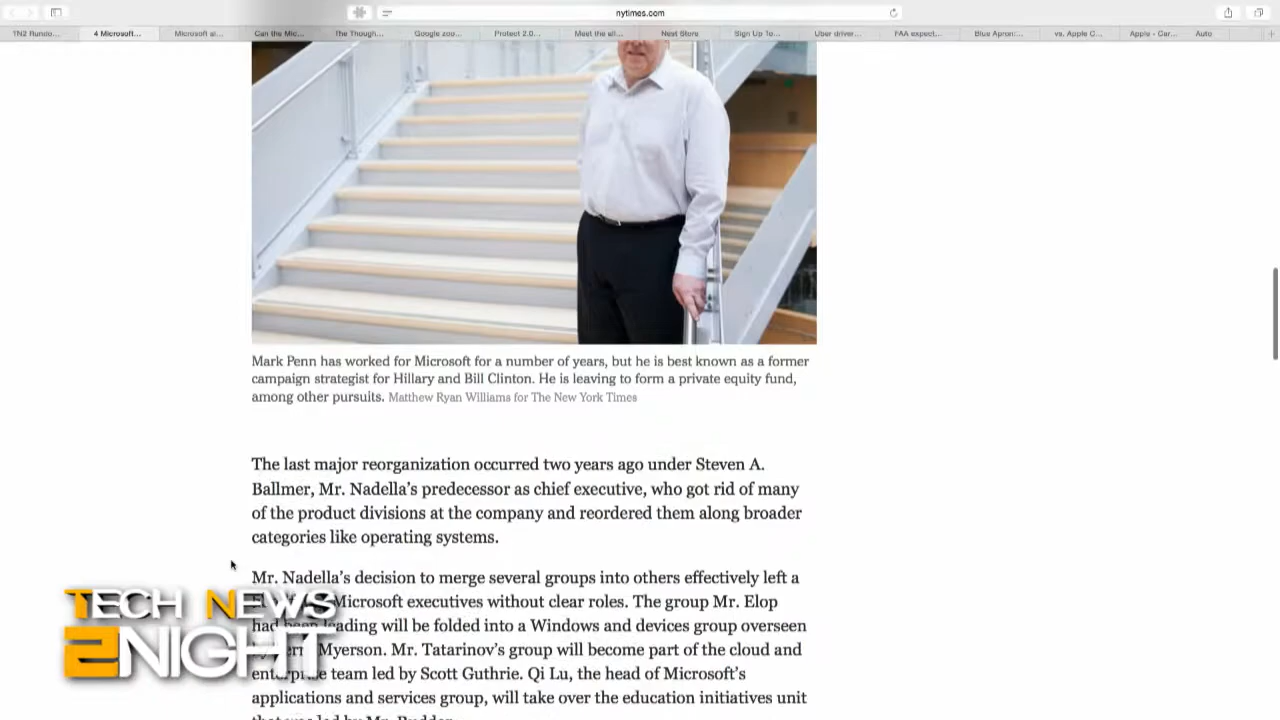 nytimes.com
TN2 Rundo... 4 Microsoft... Microsoft al... Can the Mic... The Though... Google zoo... Protect 2.0... Meet the all... Nest Store Sign Up To... Uber driver... FAA expect... Blue Apron:... vs. Apple C... Apple - Car... Auto
Mark Penn has worked for Microsoft for a number of years, but he is best known as a former
campaign strategist for Hillary and Bill Clinton. He is leaving to form a private equity fund,
among other pursuits. Matthew Ryan Williams for The New York Times
The last major reorganization occurred two years ago under Steven A.
Ballmer, Mr. Nadella's predecessor as chief executive, who got rid of many
of the product divisions at the company and reordered them along broader
categories like operating systems.
Mr. Nadella's decision to merge several groups into others effectively left a
Microsoft executives without clear roles. The group Mr. Elop
had been leading will be folded into a Windows and devices group overseen
by Terry Myerson. Mr. Tatarinov's group will become part of the cloud and
enterprise team led by Scott Guthrie. Qi Lu, the head of Microsoft's
applications and services group, will take over the education initiatives unit
that was led by Mr. Rudder.
TECH NEWS
2NIGHT